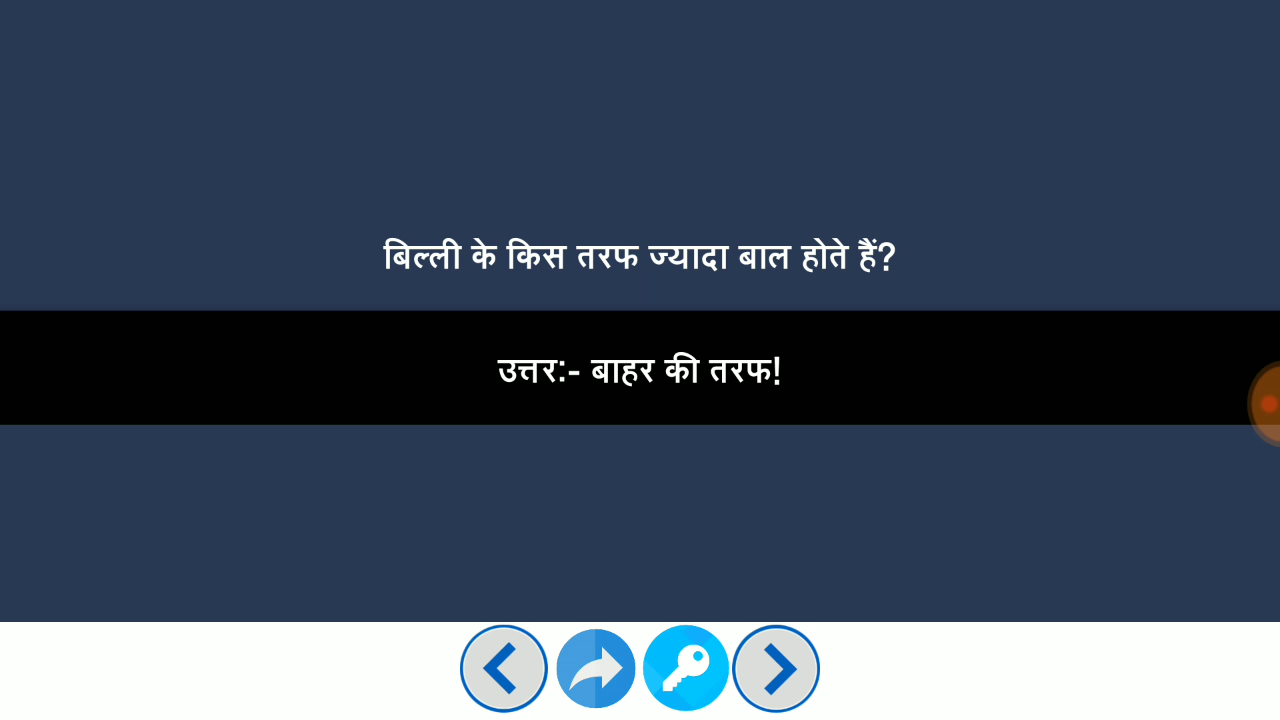 बिल्ली के किस तरफ ज्यादा बाल होते हैं?
उत्तर:- बाहर की तरफ!